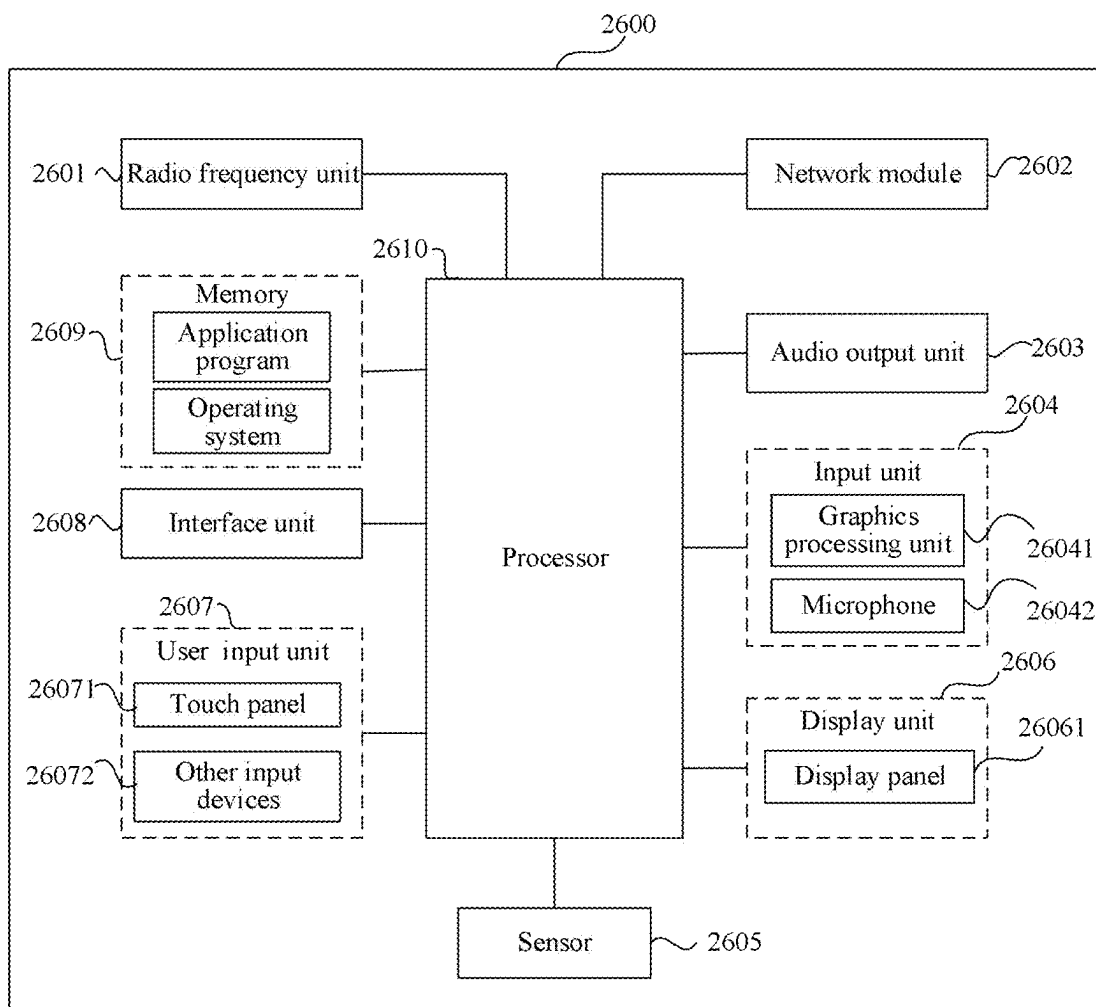 2600
2601
Radio frequency unit
Network module
2602
2610
Memory
2609
Application
program
Operating
system
Audio output unit
2603
2604
Input unit
Graphics
processing unit
26041
Microphone
26042
2608
Interface unit
Processor
2607
User input unit
26071
Touch panel
26072
Other input
devices
2606
Display unit
26061
Display panel
Sensor
2605